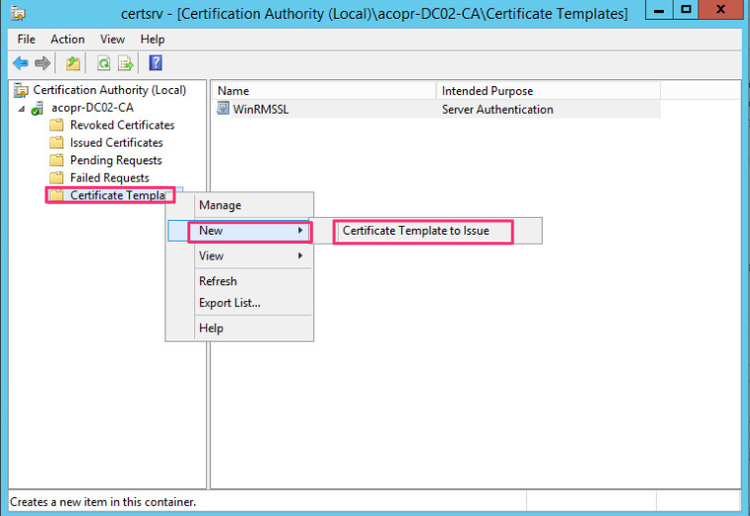 certsrv - [Certification Authority (Local)\acopr-DC02-CA\Certificate Templates]
File Action View Help
Certification Authority (Local)
acopr-DC02-CA
Revoked Certificates
Issued Certificates
Pending Requests
Failed Requests
Certificate Templa
Name Intended Purpose
WinRMSSL Server Authentication
Manage
New
View
Refresh
Export List...
Help
Certificate Template to Issue
Creates a new item in this container.